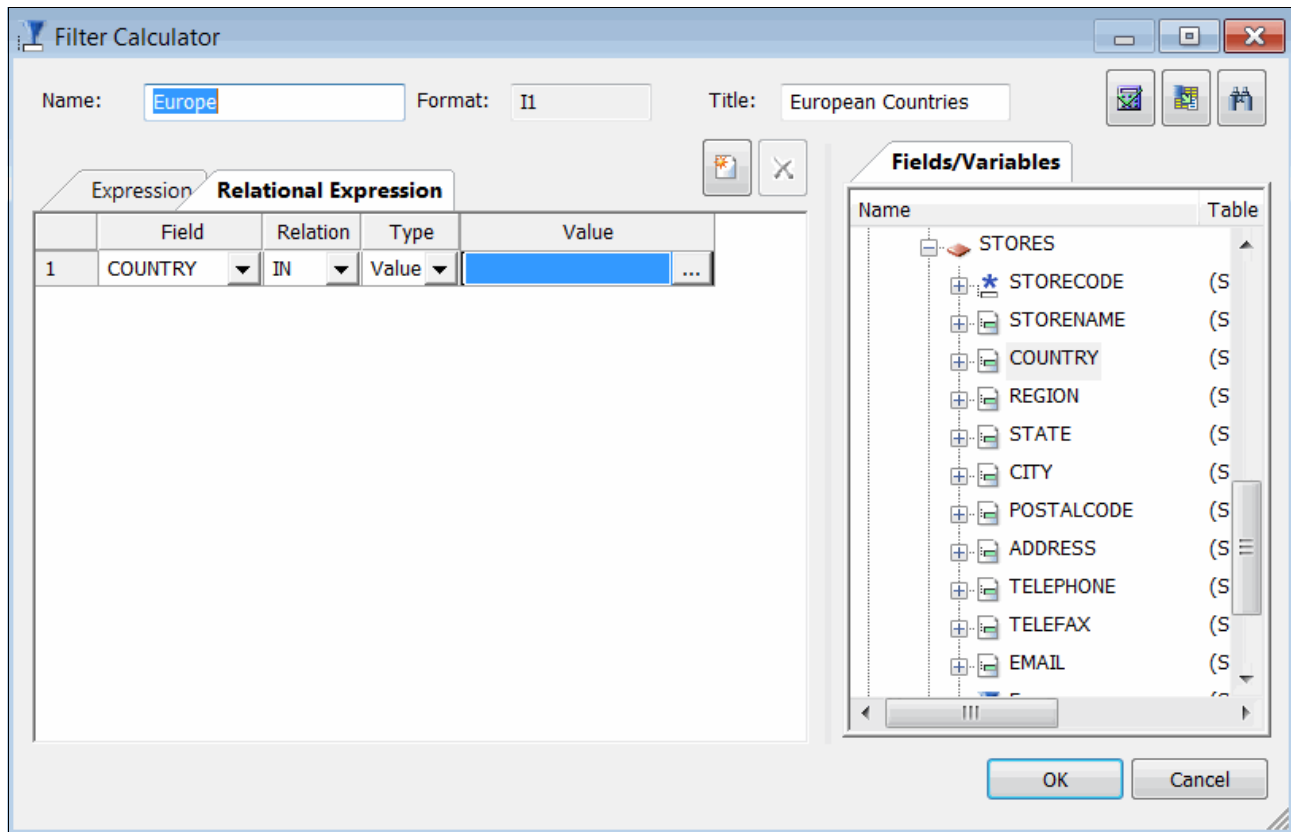 Filter Calculator
Name: Europe Format: I1 Title: European Countries
Expression Relational Expression
Fields/Variables
Field Relation Type Value
1 COUNTRY IN Value ...
Name Table
STORES
STORECODE (S
STORENAME (S
COUNTRY (S
REGION (S
STATE (S
CITY (S
POSTALCODE (S
ADDRESS (S
TELEPHONE (S
TELEFAX (S
EMAIL (S
OK Cancel